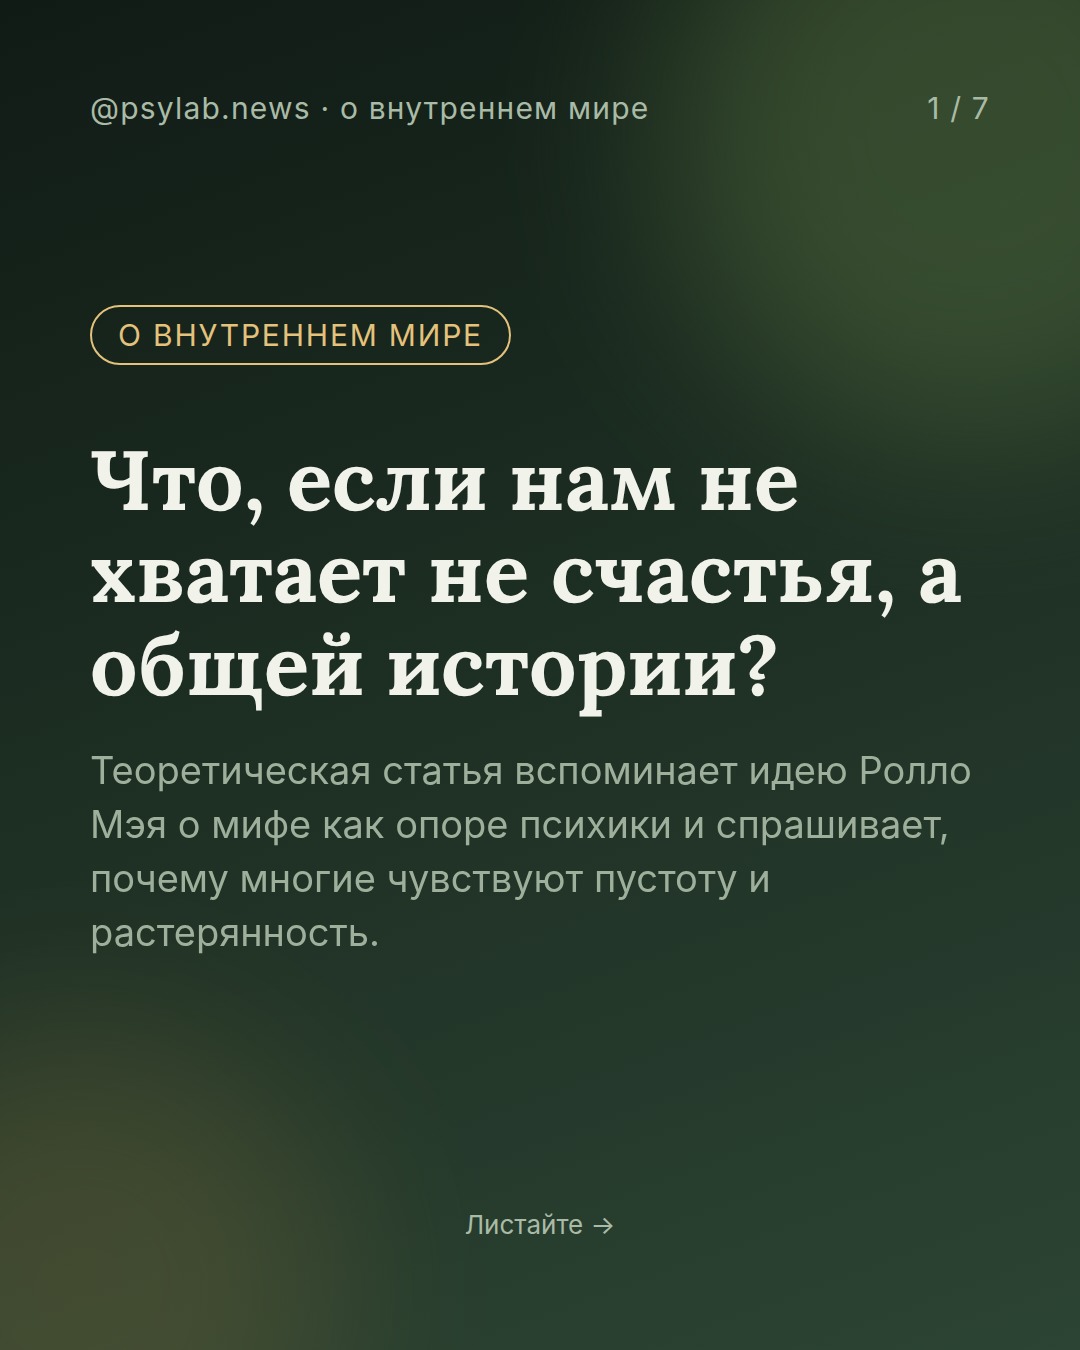 @psylab.news · о внутреннем мире
1 / 7
О ВНУТРЕННЕМ МИРЕ
Что, если нам не
хватает не счастья, а
общей истории?
Теоретическая статья вспоминает идею Ролло
Мэя о мифе как опоре психики и спрашивает,
почему многие чувствуют пустоту и
растерянность.
Листайте →